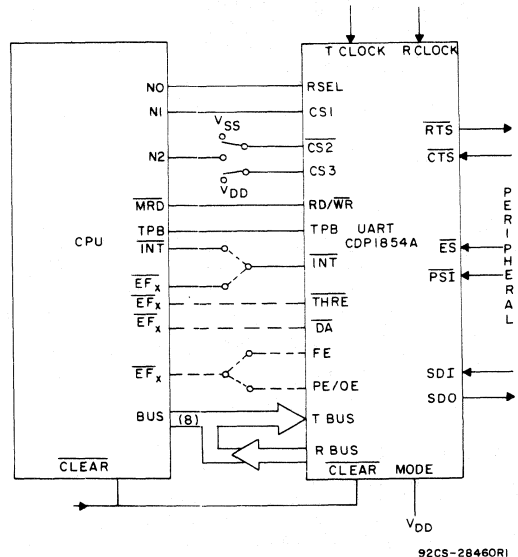 T CLOCK R CLOCK
N0 RSEL
N1 CS1
VSS
RTS
CS2
N2
CTS
CS3
VDD
MRD RD/WR
CPU
TPB TPB
UART
CDP1854A
INT
INT
ES
PSI
EFx
EFx THRE
EFx DA
PERIPHERAL
FE
EFx
PE/OE
SDI
SDO
BUS (8) T BUS
R BUS
CLEAR CLEAR MODE
VDD
92CS-28460R1